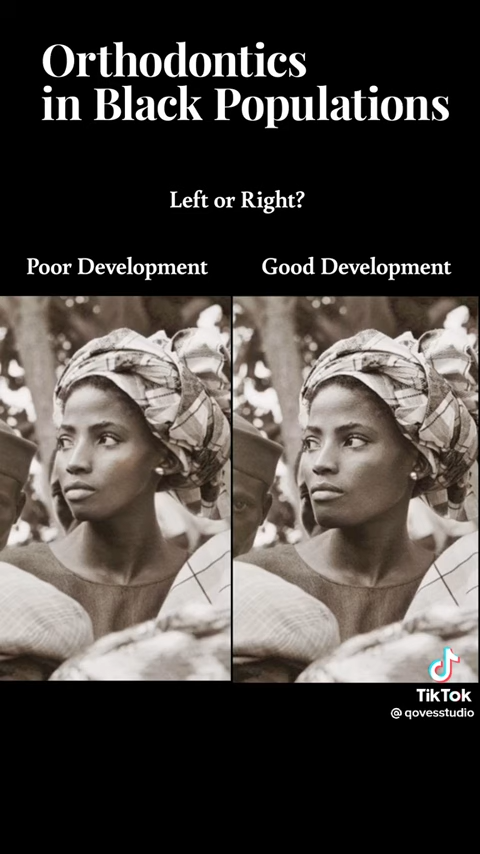 Orthodontics
in Black Populations
Left or Right?
Poor Development
Good Development
TikTok
@ qovesstudio